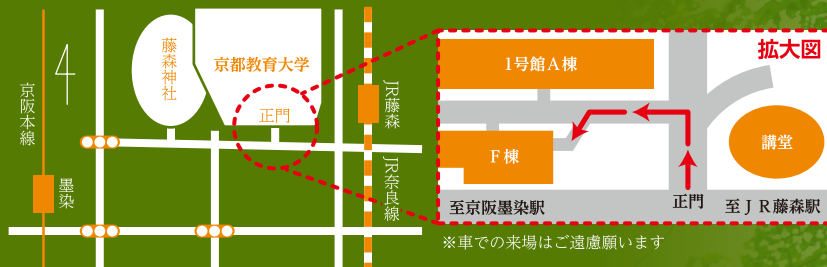 藤森神社
京都教育大学
正門
京阪本線
墨染
JR藤森
JR奈良線
拡大図
1号館A棟
F棟
講堂
正門
至京阪墨染駅
至JR藤森駅
※車での来場はご遠慮願います